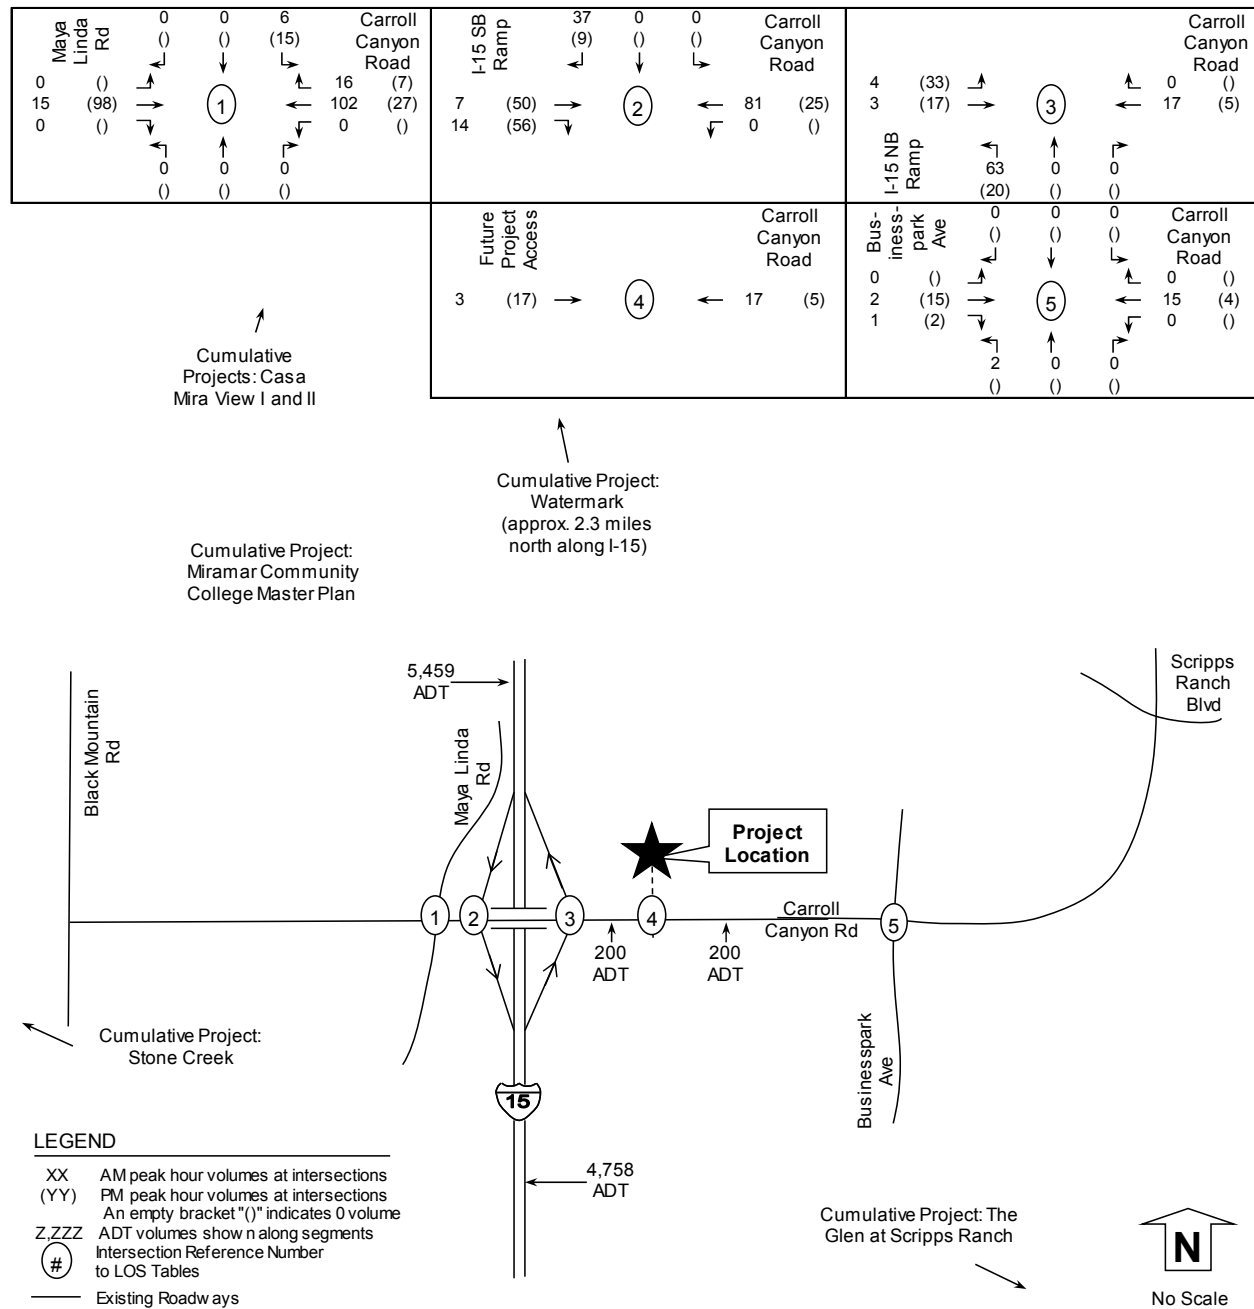 Maya
Linda
Rd
0 0 6
() () (15)
Carroll
Canyon
Road
0 () 16 (7)
15 (98) 1 102 (27)
0 () 0 ()
0 0 0
() () ()
I-15 SB
Ramp
37 0 0
(9) () ()
Carroll
Canyon
Road
7 (50) 2 81 (25)
14 (56) 0 ()
Carroll
Canyon
Road
4 (33) 0 ()
3 (17) 3 17 (5)
I-15 NB
Ramp
63 0 0
(20) () ()
Future
Project
Access
Carroll
Canyon
Road
3 (17) 4 17 (5)
Bus-
iness-
park
Ave
0 0 0
() () ()
Carroll
Canyon
Road
0 () 0 ()
2 (15) 5 15 (4)
1 (2) 0 ()
2 0 0
() () ()
Cumulative
Projects: Casa
Mira View I and II
Cumulative Project:
Watermark
(approx. 2.3 miles
north along I-15)
Cumulative Project:
Miramar Community
College Master Plan
5,459
ADT
Scripps
Ranch
Blvd
Black Mountain
Rd
Maya Linda
Rd
Project
Location
1 2 3 4 5
Carroll
Canyon Rd
200
ADT
200
ADT
Cumulative Project:
Stone Creek
Businesspark
Ave
15
4,758
ADT
LEGEND
XX AM peak hour volumes at intersections
(YY) PM peak hour volumes at intersections
An empty bracket "()" indicates 0 volume
Z,ZZZ ADT volumes shown along segments
# Intersection Reference Number
to LOS Tables
Existing Roadways
Cumulative Project: The
Glen at Scripps Ranch
N
No Scale